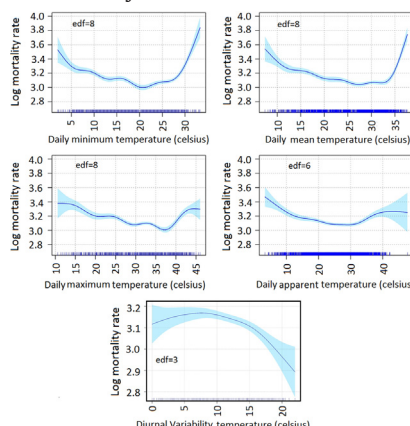 4.0 edf=8
3.8
3.6
3.4
3.2
3.0
2.8
Log mortality rate
5 10 15 20 25 30
Daily minimum temperature (celsius)
4.0 edf=8
3.8
3.6
3.4
3.2
3.0
2.8
Log mortality rate
10 15 20 25 30 35
Daily mean temperature (celsius)
4.0 edf=8
3.8
3.6
3.4
3.2
3.0
2.8
Log mortality rate
10 15 20 25 30 35 40 45
Daily maximum temperature (celsius)
4.0 edf=6
3.8
3.6
3.4
3.2
3.0
2.8
Log mortality rate
10 20 30 40
Daily apparent temperature (celsius)
3.2
3.1
3.0
2.9 edf=3
2.8
Log mortality rate
0 5 10 15 20
Diurnal Variability temperature (celsius)